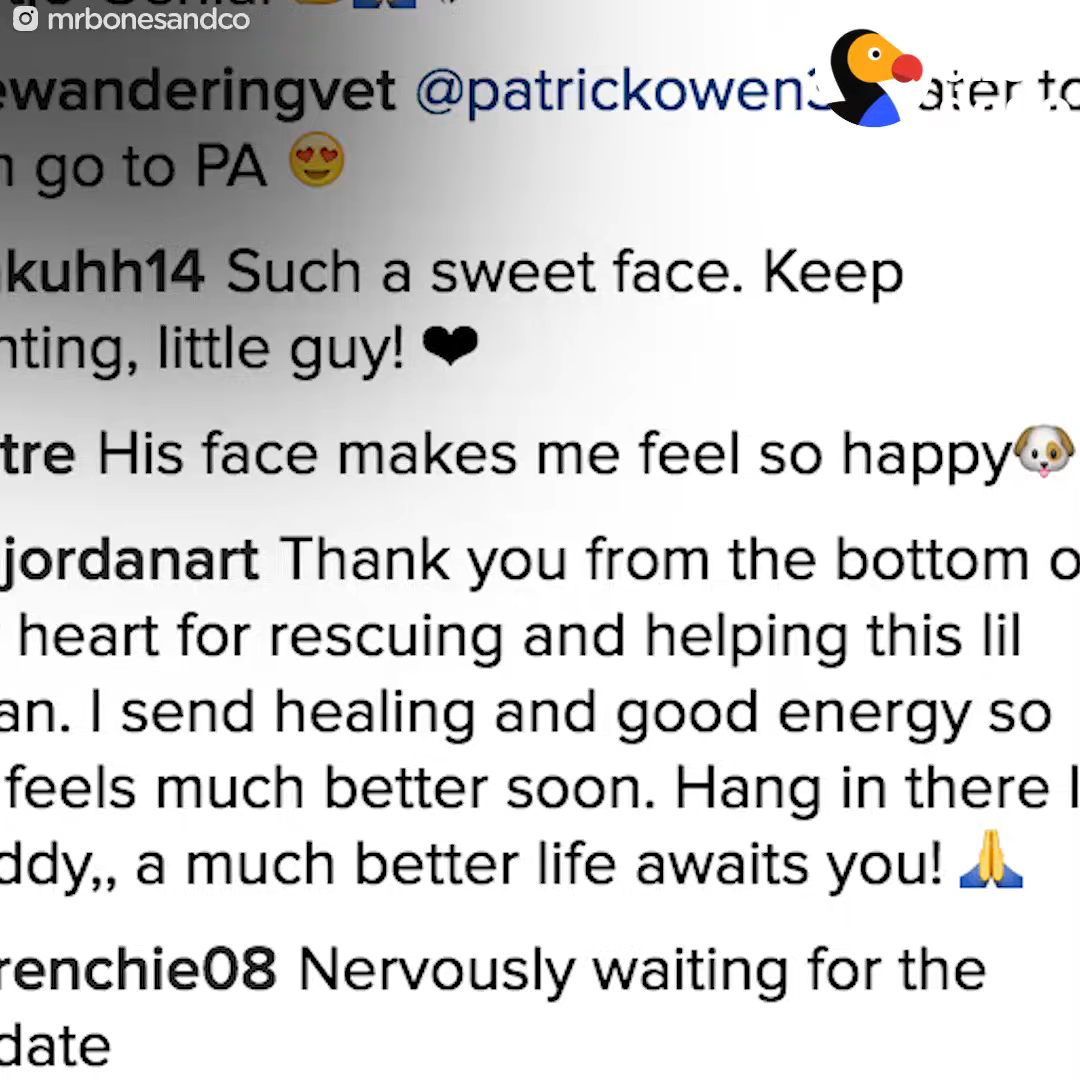 mrbonesandco
ewanderingvet @patrickowen3 ater to
go to PA 😍
kuhh14 Such a sweet face. Keep
nting, little guy! ❤
tre His face makes me feel so happy🐶
jordanart Thank you from the bottom o
heart for rescuing and helping this lil
an. I send healing and good energy so
feels much better soon. Hang in there l
ddy,, a much better life awaits you! 🙏
renchie08 Nervously waiting for the
date